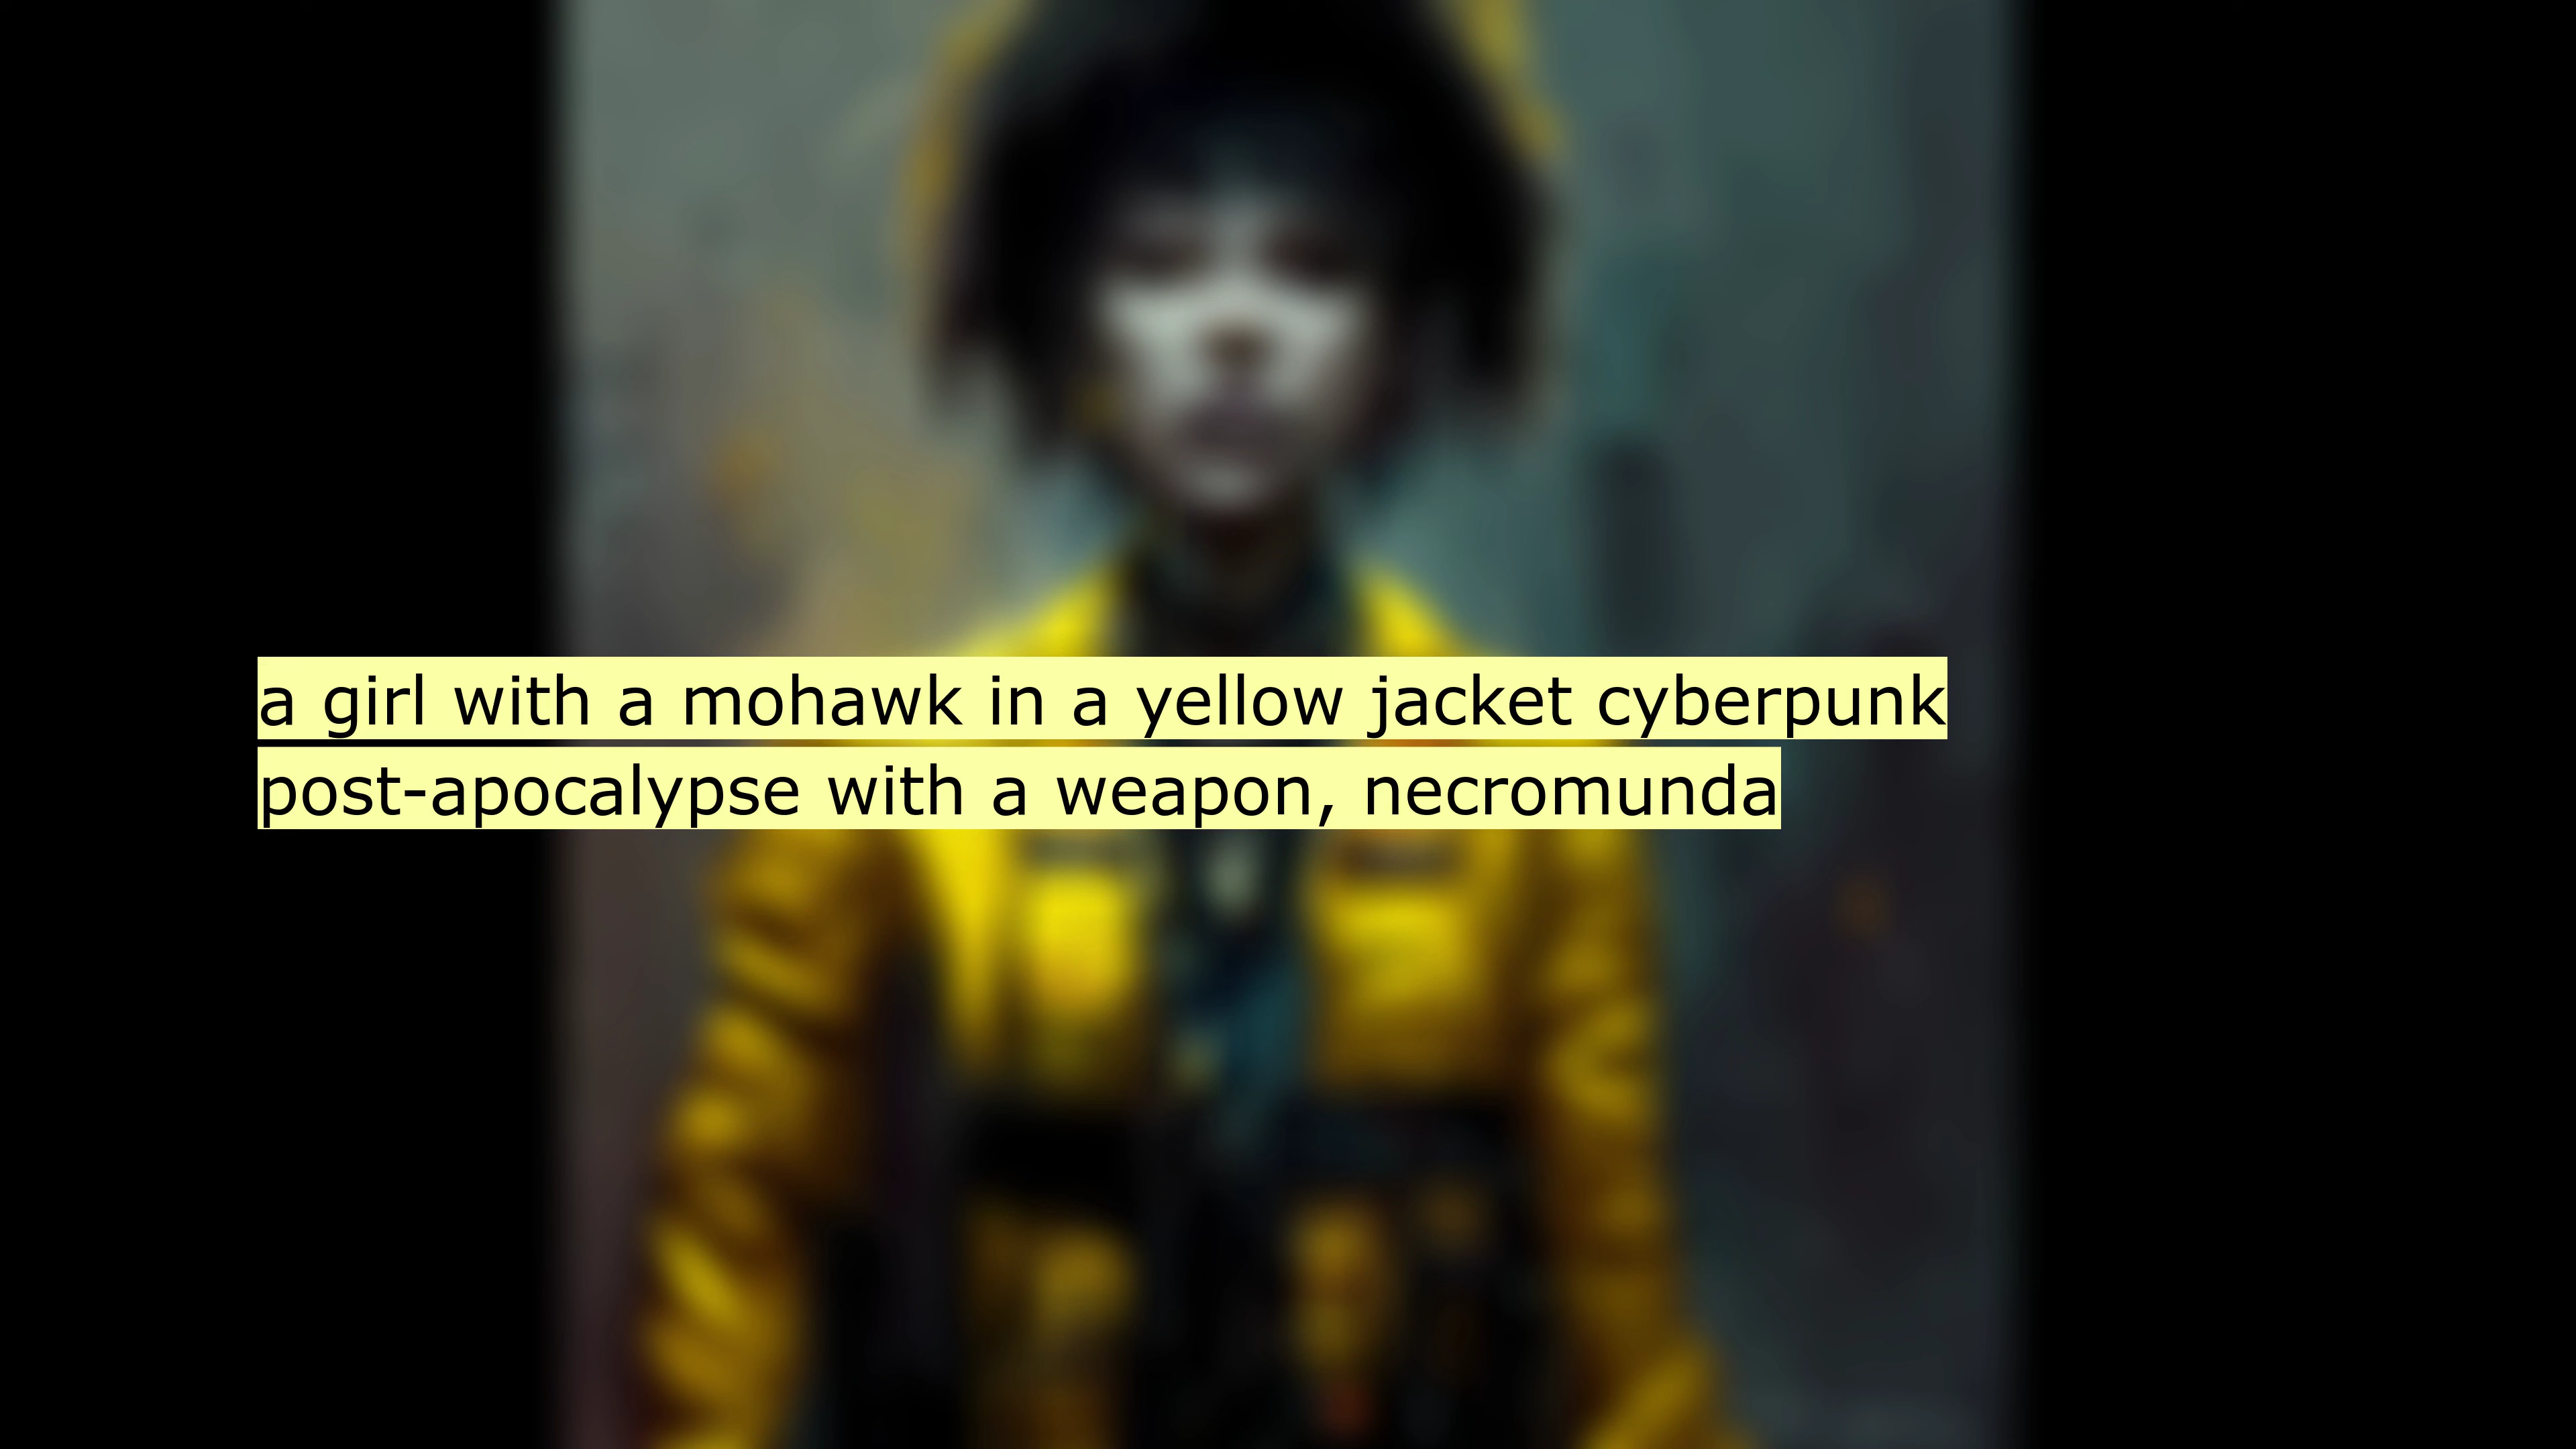 a girl with a mohawk in a yellow jacket cyberpunk
post-apocalypse with a weapon, necromunda